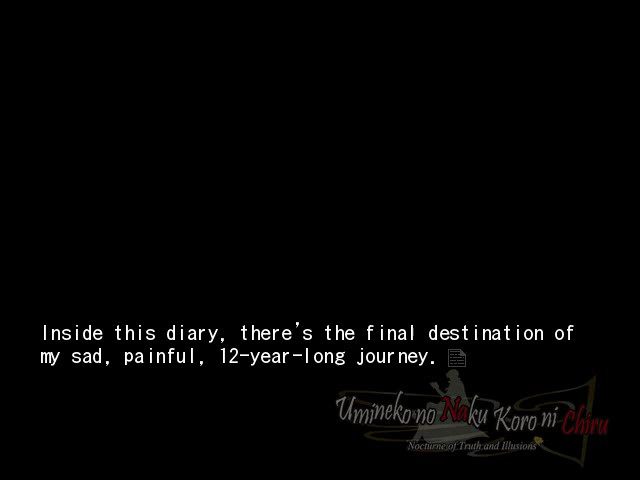 Inside this diary, there's the final destination of
my sad, painful, 12-year-long journey.
Umineko no Naku Koro ni Chiru
Nocturne of Truth and Illusions